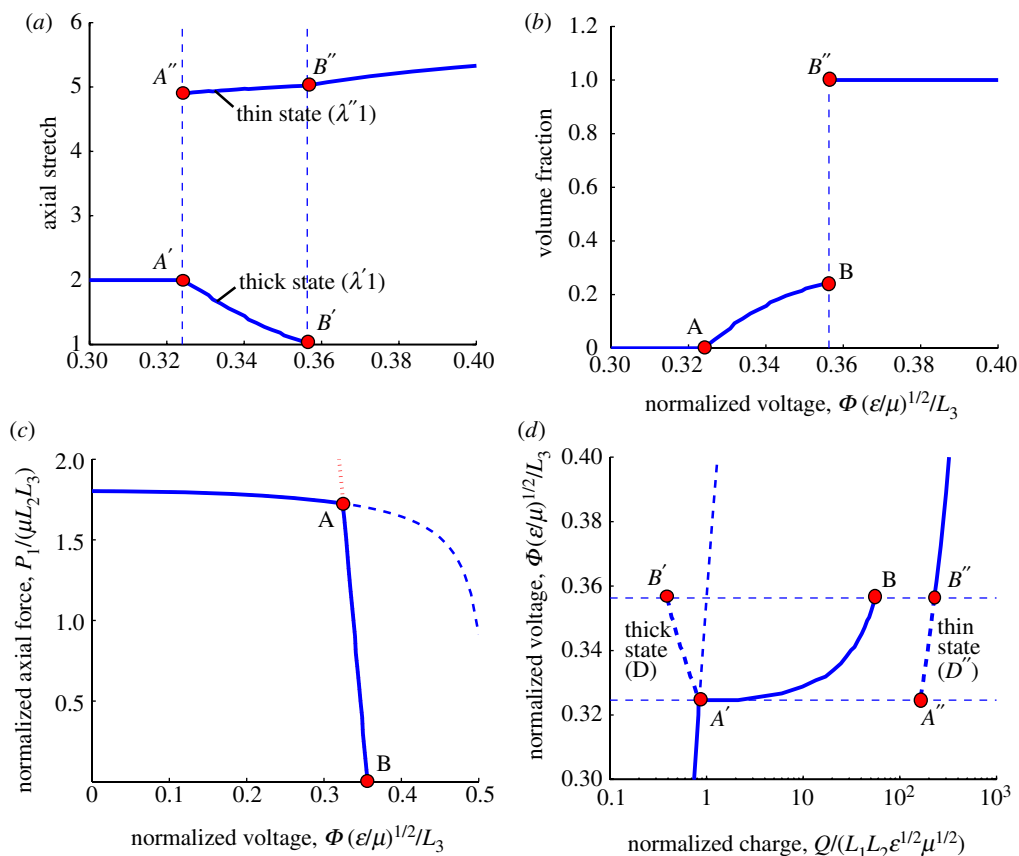 (a)
6
5
4
3
2
1
axial stretch
A″
B″
thin state (λ″1)
A′
thick state (λ′1)
B′
0.30
0.32
0.34
0.36
0.38
0.40
(b)
1.2
1.0
0.8
0.6
0.4
0.2
0
volume fraction
B″
B
A
0.30
0.32
0.34
0.36
0.38
0.40
normalized voltage, Φ (ε/μ)^1/2/L₃
(c)
2.0
1.5
1.0
0.5
normalized axial force, P₁/(μL₂L₃)
A
B
0
0.1
0.2
0.3
0.4
0.5
normalized voltage, Φ (ε/μ)^1/2/L₃
(d)
0.40
0.38
0.36
0.34
0.32
0.30
normalized voltage, Φ(ε/μ)^1/2/L₃
B′
B
B″
thick
state
(D)
thin
state
(D″)
A′
A″
0.1
1
10
10²
10³
normalized charge, Q/(L₁L₂ε^1/2μ^1/2)